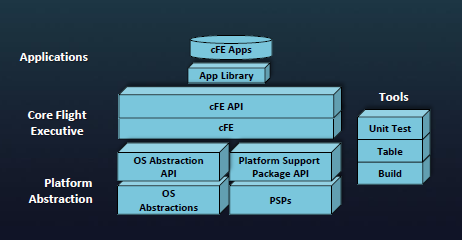 Applications
cFE Apps
App Library
Core Flight
Executive
cFE API
cFE
Platform
Abstraction
OS Abstraction
API
Platform Support
Package API
OS
Abstractions
PSPs
Tools
Unit Test
Table
Build